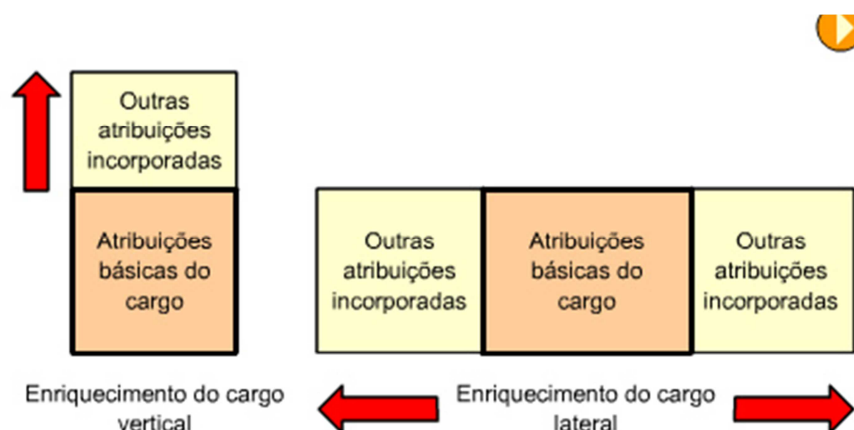 Outras
atribuições
incorporadas
Atribuições
básicas do
cargo
Enriquecimento do cargo
vertical
Outras
atribuições
incorporadas
Atribuições
básicas do
cargo
Outras
atribuições
incorporadas
Enriquecimento do cargo
lateral